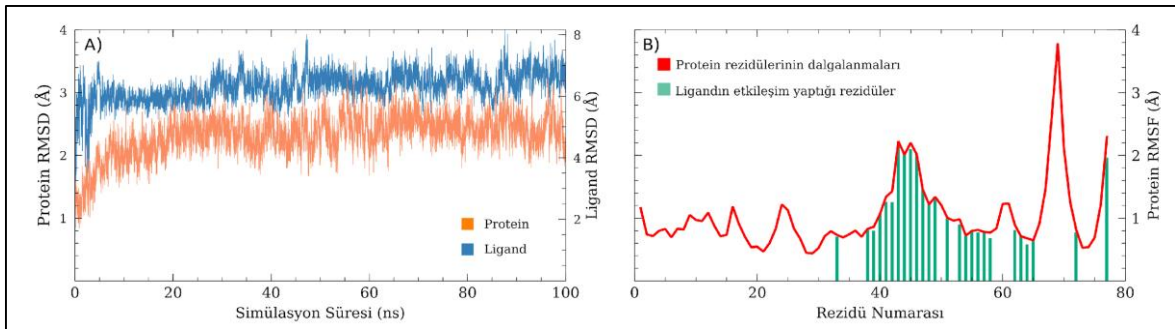 A)
Protein RMSD (Å)
4
3
2
1
8
6
4
2
Ligand RMSD (Å)
Protein
Ligand
0
20
40
60
80
100
Simülasyon Süresi (ns)
B)
Protein rezidülerinin dalgalanmaları
Ligandın etkileşim yaptığı rezidüler
4
3
2
1
Protein RMSF (Å)
0
20
40
60
80
Rezidü Numarası